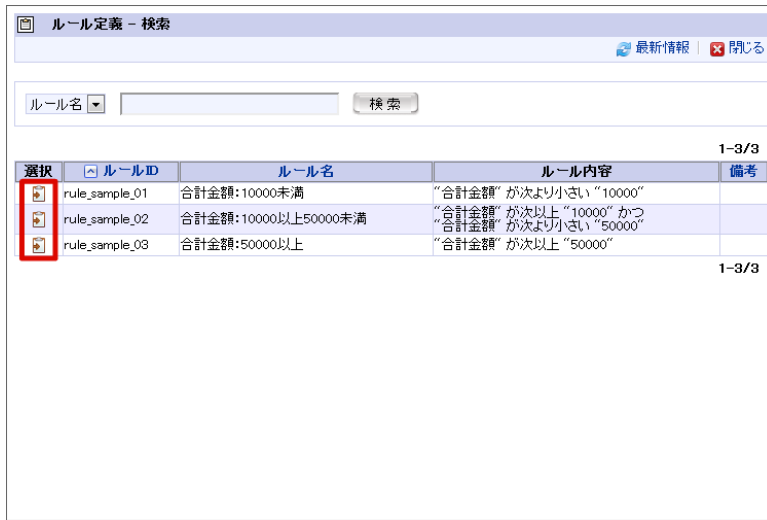 ルール定義 - 検索
最新情報 閉じる
ルール名 検索
1-3/3
選択 ルールID ルール名 ルール内容 備考
rule_sample_01 合計金額:10000未満 "合計金額" が次より小さい "10000"
rule_sample_02 合計金額:10000以上50000未満 "合計金額" が次以上 "10000" かつ
"合計金額" が次より小さい "50000"
rule_sample_03 合計金額:50000以上 "合計金額" が次以上 "50000"
1-3/3